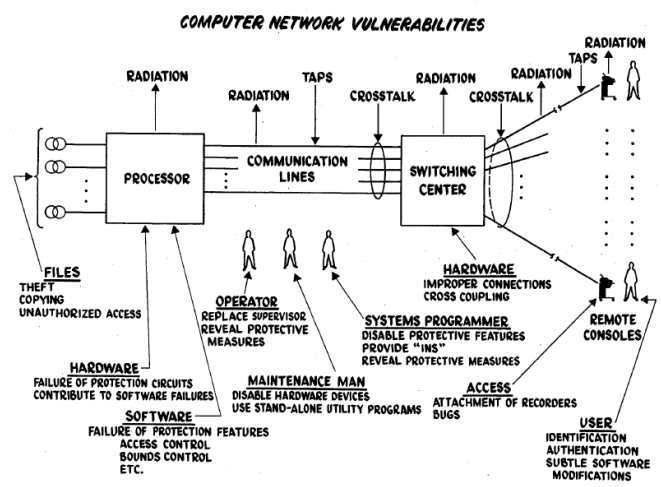 COMPUTER NETWORK VULNERABILITIES
RADIATION
TAPS
RADIATION
RADIATION
TAPS
RADIATION
RADIATION
CROSSTALK
CROSSTALK
PROCESSOR
COMMUNICATION
LINES
SWITCHING
CENTER
FILES
THEFT
COPYING
UNAUTHORIZED ACCESS
OPERATOR
REPLACE SUPERVISOR
REVEAL PROTECTIVE
MEASURES
HARDWARE
IMPROPER CONNECTIONS
CROSS COUPLING
REMOTE
CONSOLES
SYSTEMS PROGRAMMER
DISABLE PROTECTIVE FEATURES
PROVIDE "INS"
REVEAL PROTECTIVE MEASURES
HARDWARE
FAILURE OF PROTECTION CIRCUITS
CONTRIBUTE TO SOFTWARE FAILURES
MAINTENANCE MAN
DISABLE HARDWARE DEVICES
USE STAND-ALONE UTILITY PROGRAMS
ACCESS
ATTACHMENT OF RECORDERS
BUGS
SOFTWARE
FAILURE OF PROTECTION FEATURES
ACCESS CONTROL
BOUNDS CONTROL
ETC.
USER
IDENTIFICATION
AUTHENTICATION
SUBTLE SOFTWARE
MODIFICATIONS